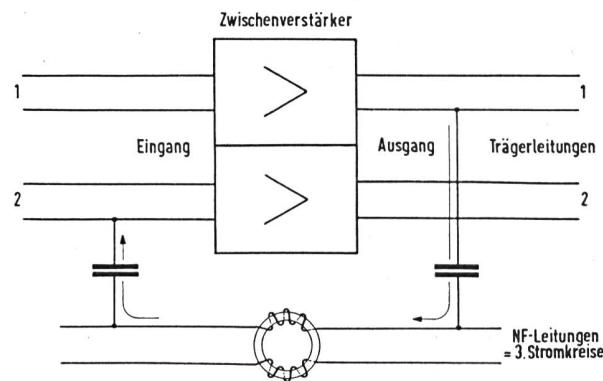 Zwischenverstärker
1
1
Eingang
Ausgang
Trägerleitungen
2
2
NF-Leitungen
= 3.Stromkreise